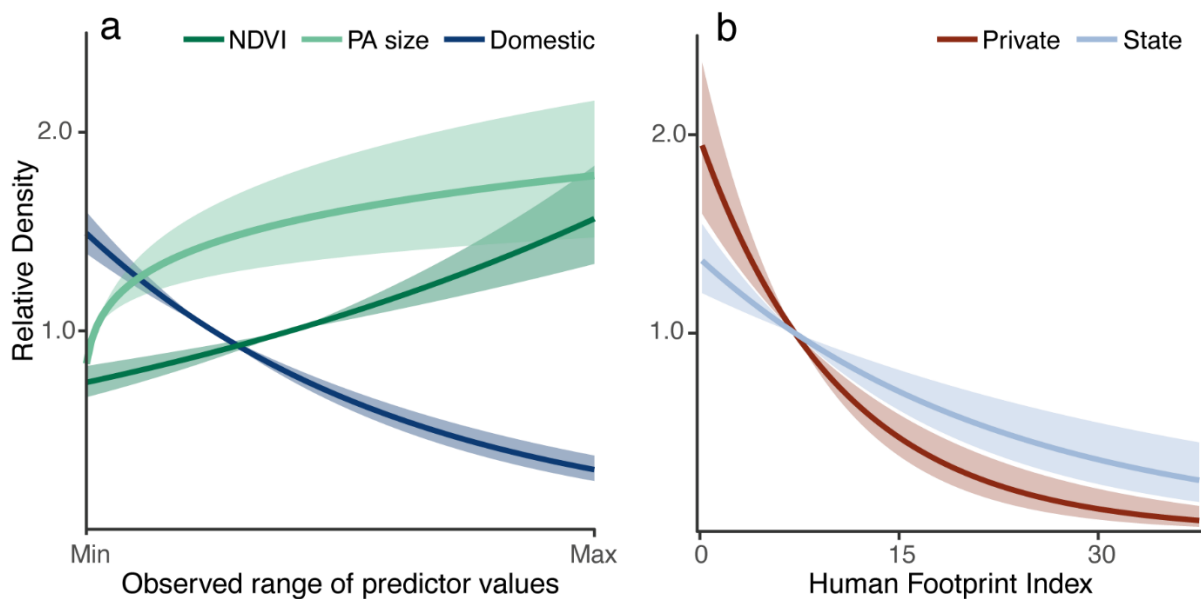 a
NDVI PA size Domestic
2.0
1.0
Relative Density
Min Max
Observed range of predictor values
b
Private State
2.0
1.0
0 15 30
Human Footprint Index